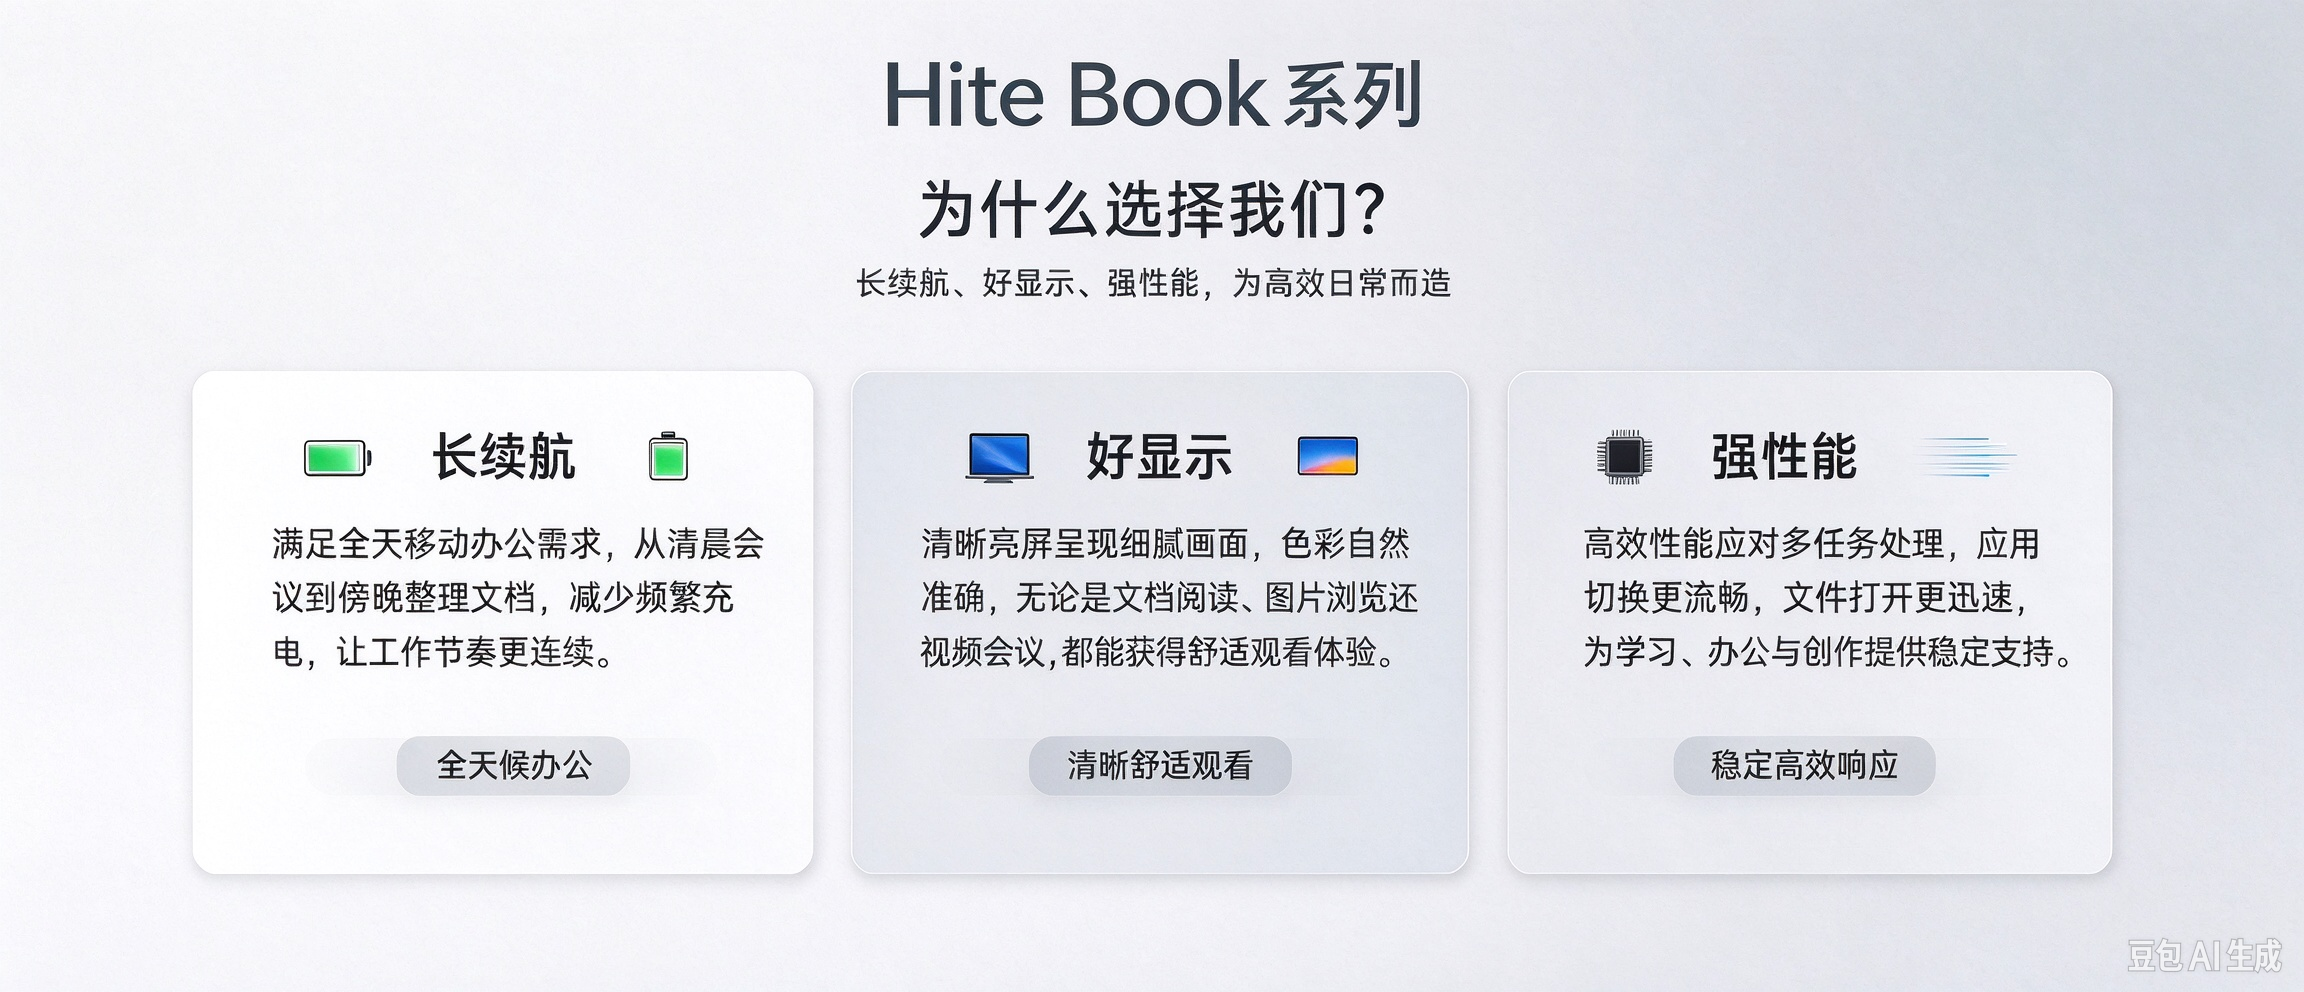 Hite Book 系列
为什么选择我们？
长续航、好显示、强性能，为高效日常而造
长续航
满足全天移动办公需求，从清晨会
议到傍晚整理文档，减少频繁充
电，让工作节奏更连续。
全天候办公
好显示
清晰亮屏呈现细腻画面，色彩自然
准确，无论是文档阅读、图片浏览还
视频会议,都能获得舒适观看体验。
清晰舒适观看
强性能
高效性能应对多任务处理，应用
切换更流畅，文件打开更迅速，
为学习、办公与创作提供稳定支持。
稳定高效响应
豆包 AI 生成